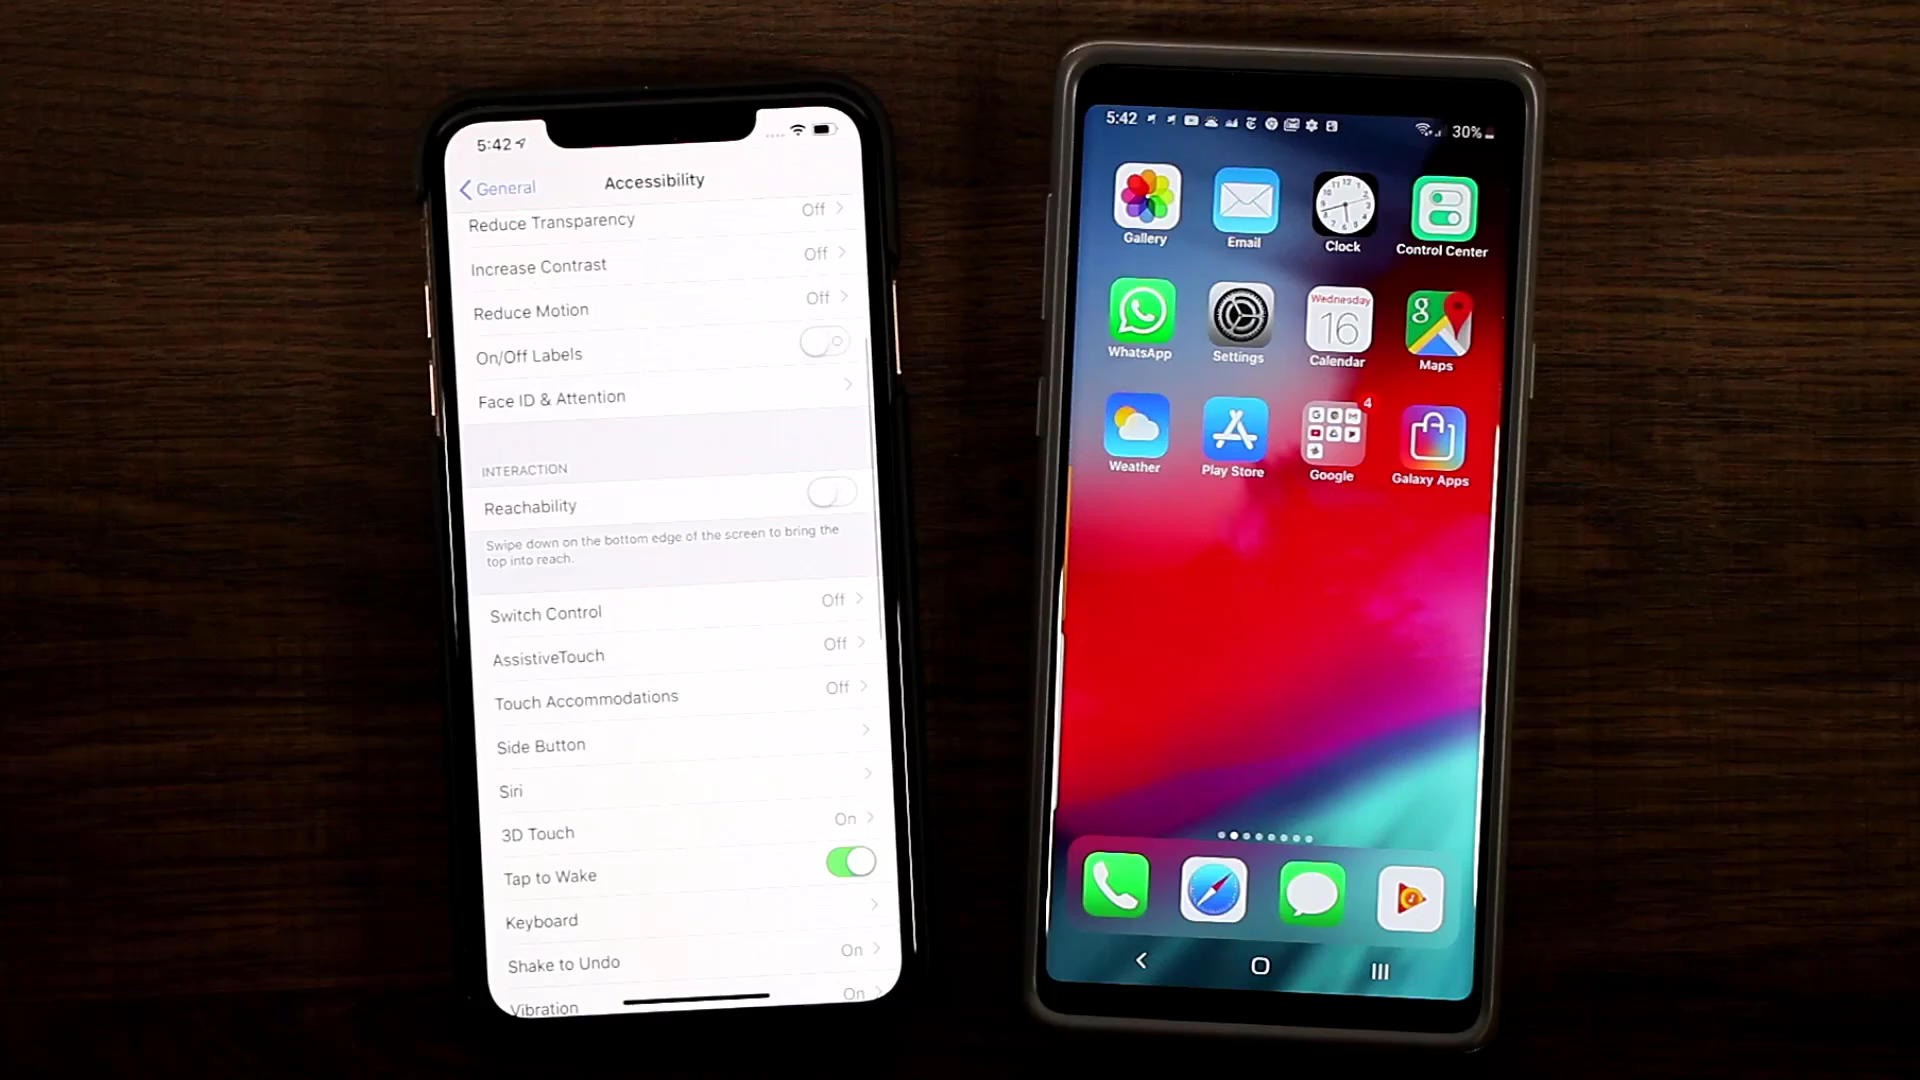 5:42
General
Accessibility
Reduce Transparency Off
Increase Contrast Off
Reduce Motion Off
On/Off Labels
Face ID & Attention
INTERACTION
Reachability
Swipe down on the bottom edge of the screen to bring the
top into reach.
Switch Control Off
AssistiveTouch Off
Touch Accommodations Off
Side Button
Siri
3D Touch On
Tap to Wake
Keyboard
Shake to Undo On
Vibration On
5:42 30%
Gallery Email Clock Control Center
Wednesday
16
WhatsApp Settings Calendar Maps
4
Weather Play Store Google Galaxy Apps